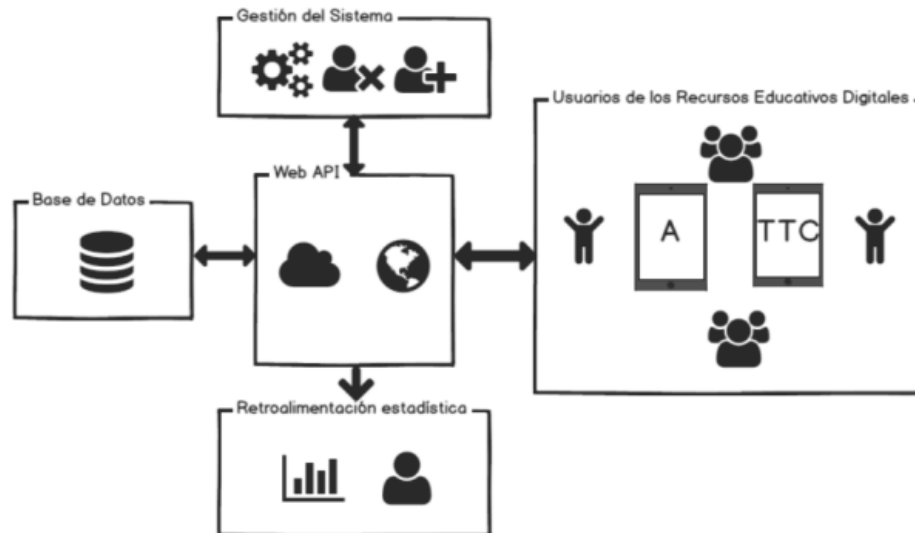 Gestión del Sistema
Usuarios de los Recursos Educativos Digitales
Web API
Base de Datos
A
TTC
Retroalimentación estadística